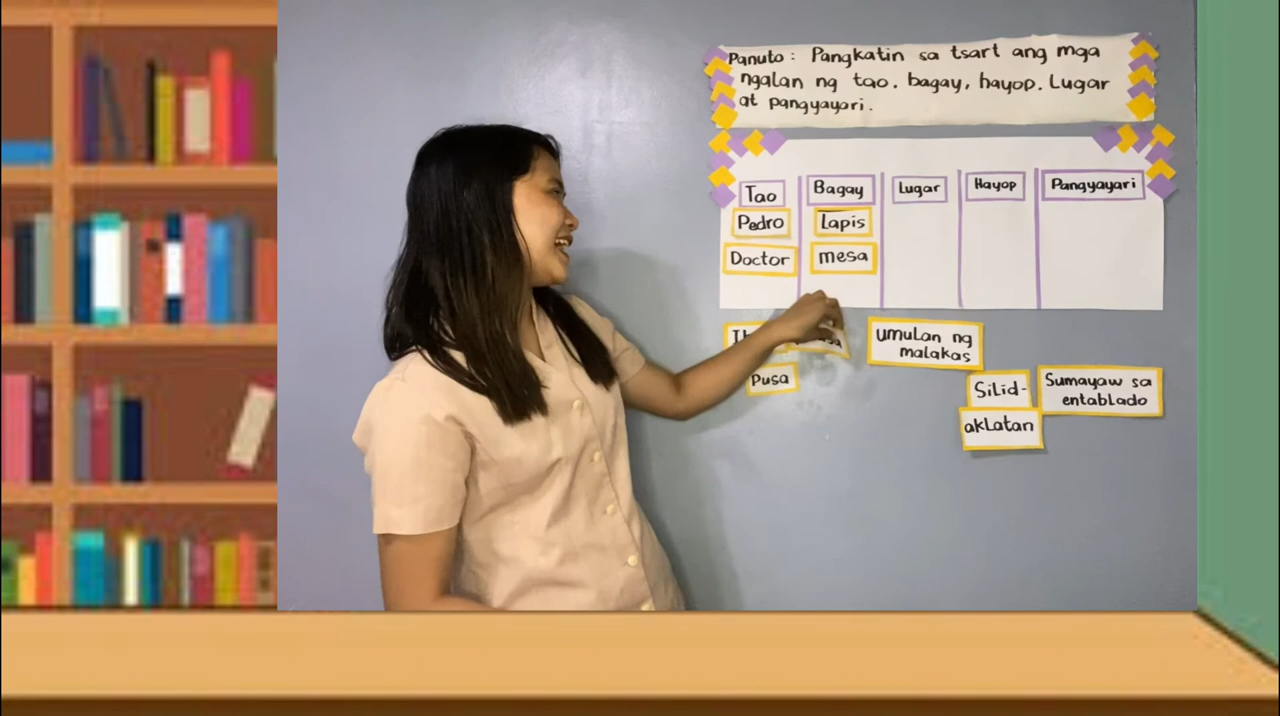 Panuto : Pangkatin sa tsart ang mga
ngalan ng tao. bagay, hayop. Lugar
at pangyayari.
Tao
Bagay
Lugar
Hayop
Pangyayari
Pedro
Lapis
Doctor
mesa
umulan ng
malakas
Pusa
SiLid-
akLatan
Sumayaw sa
entablado